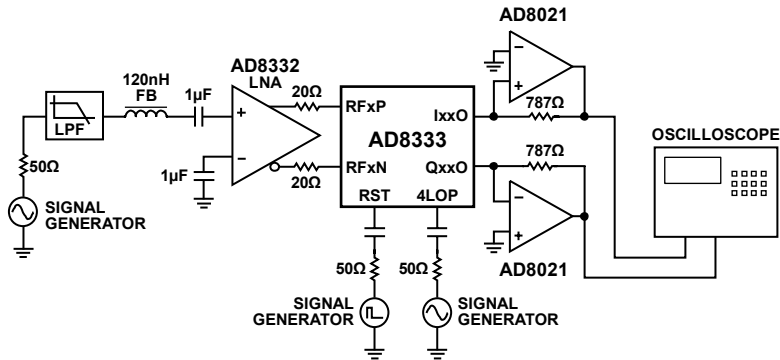 AD8021
AD8332
LNA
120nH
FB
1µF
20Ω
787Ω
LPF
+
–
RFxP
IxxO
–
+
OSCILLOSCOPE
AD8333
50Ω
1µF
20Ω
RFxN
QxxO
787Ω
RST
4LOP
–
+
SIGNAL
GENERATOR
AD8021
50Ω
50Ω
SIGNAL
GENERATOR
SIGNAL
GENERATOR